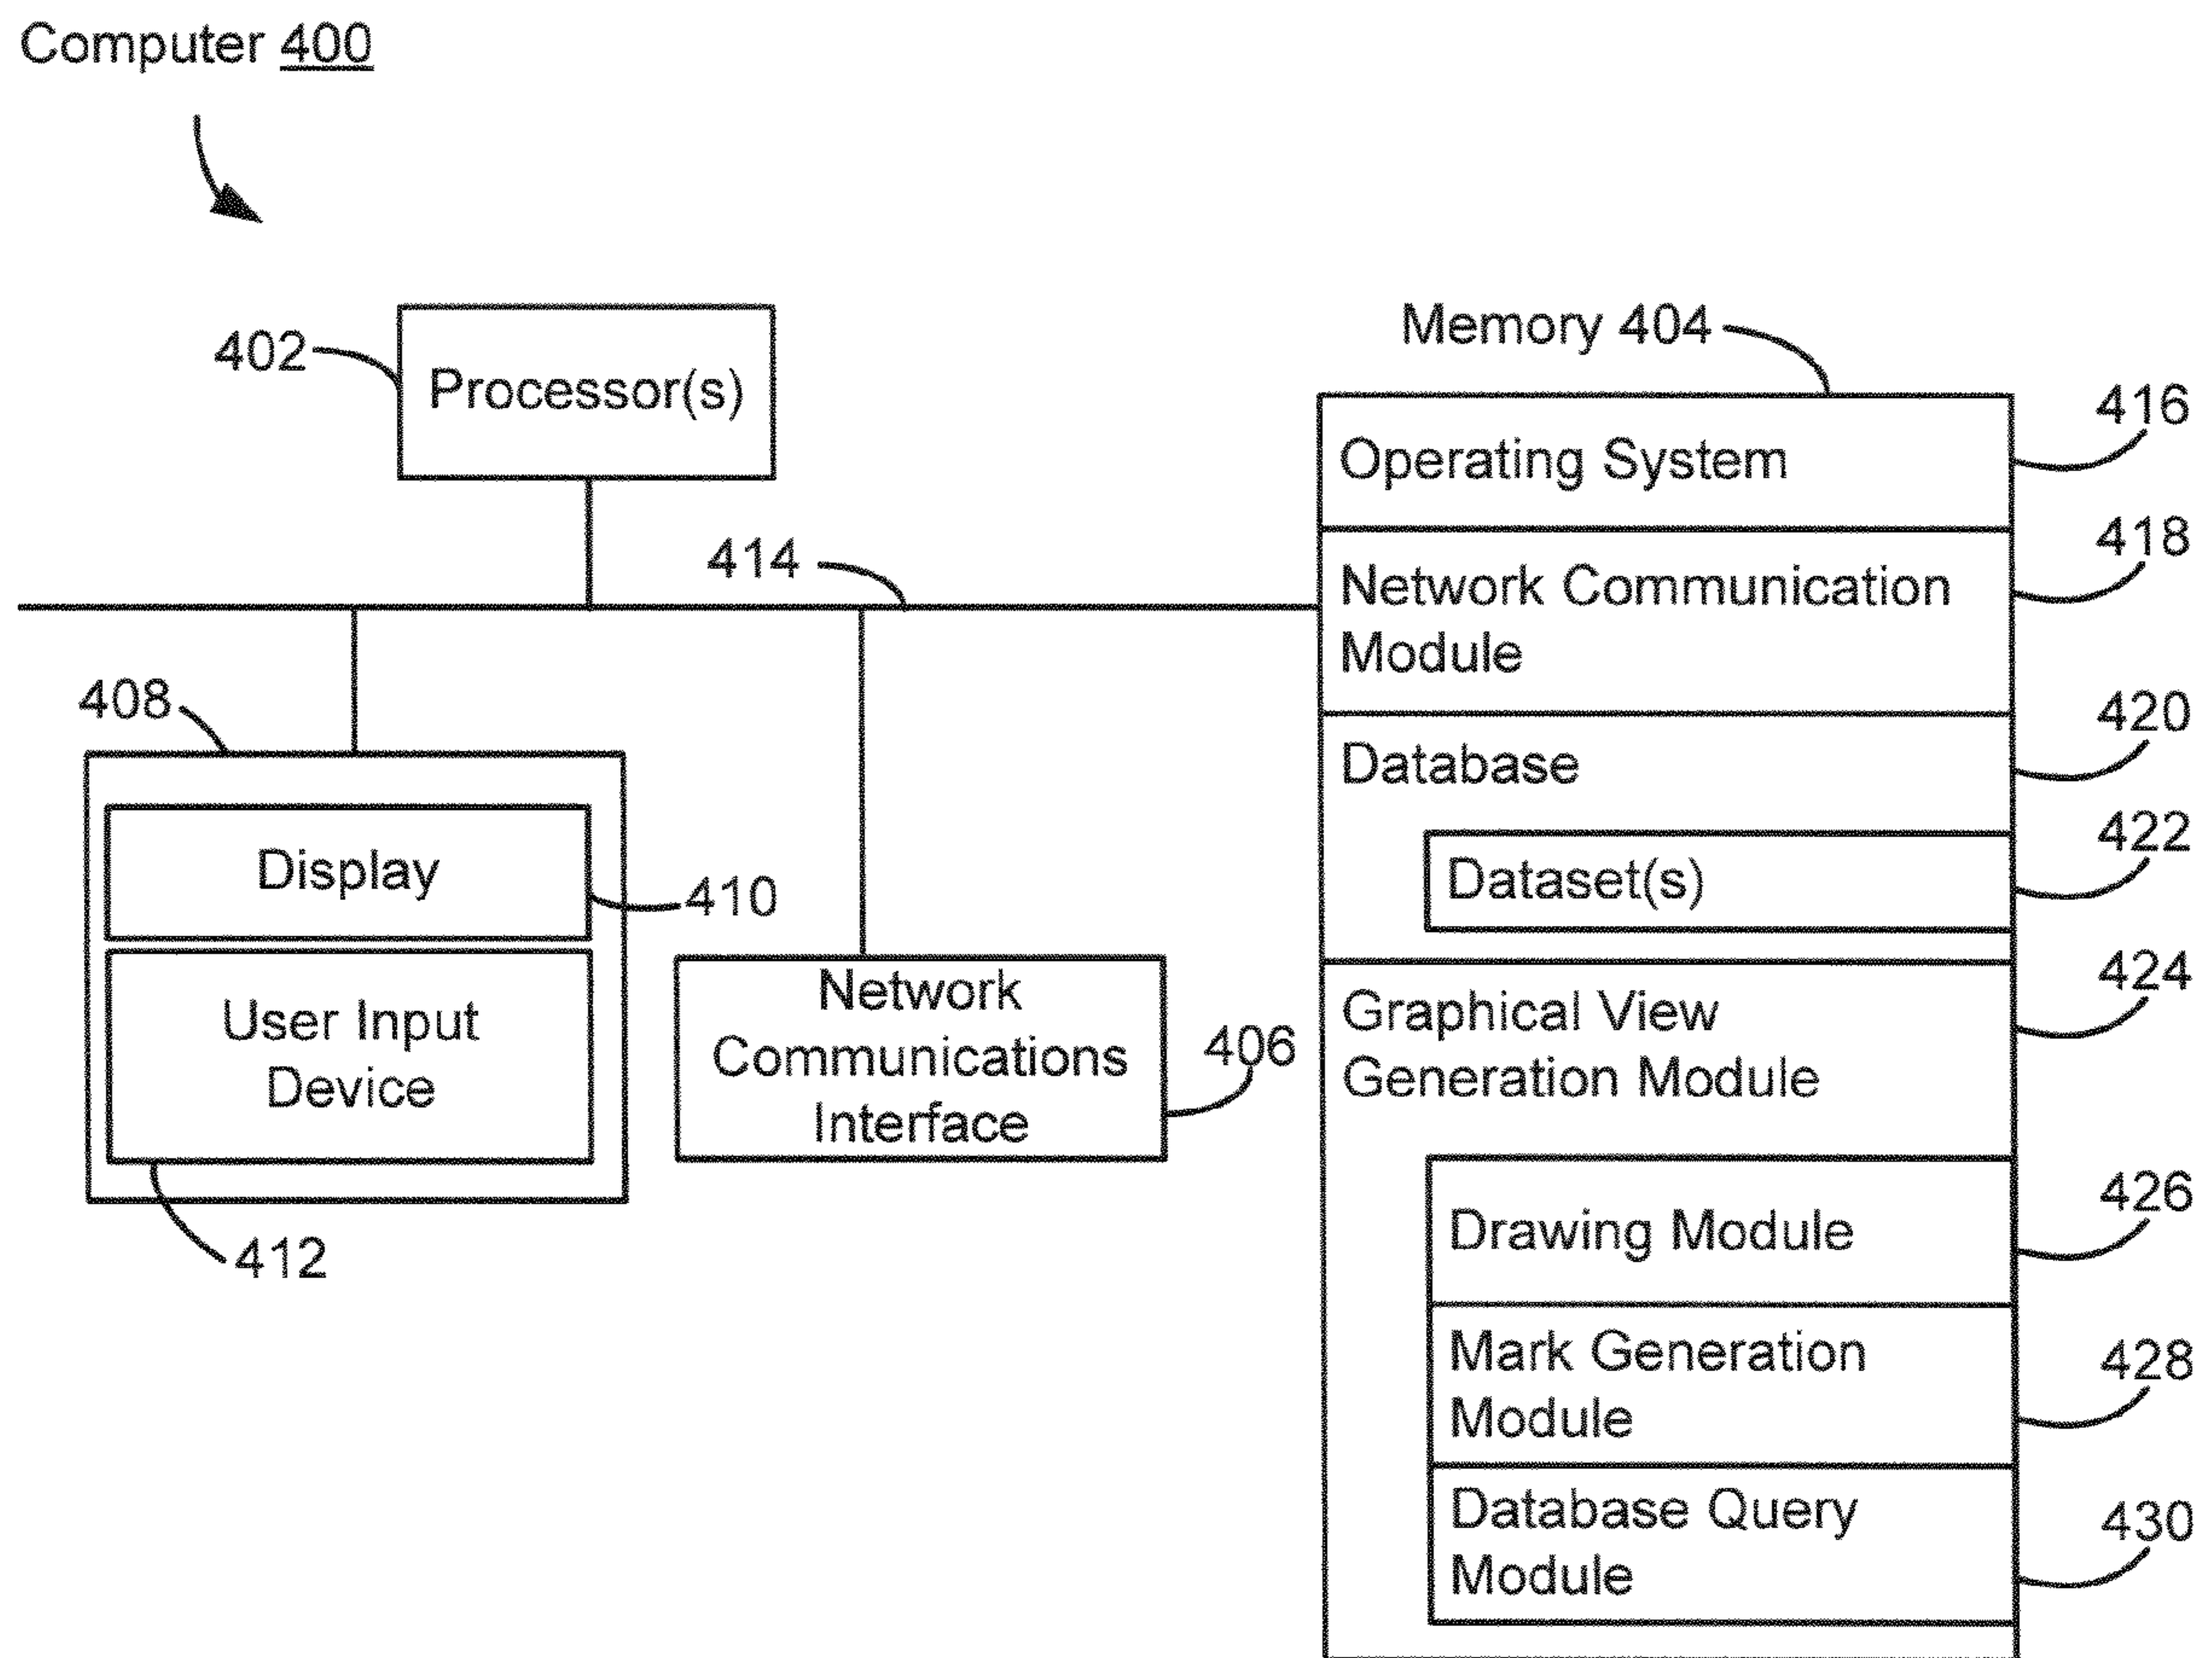 Computer 400
402
Processor(s)
414
408
Display
410
User Input
Device
412
Network
Communications
Interface
406
Memory 404
Operating System
416
Network Communication
Module
418
Database
420
Dataset(s)
422
Graphical View
Generation Module
424
Drawing Module
426
Mark Generation
Module
428
Database Query
Module
430